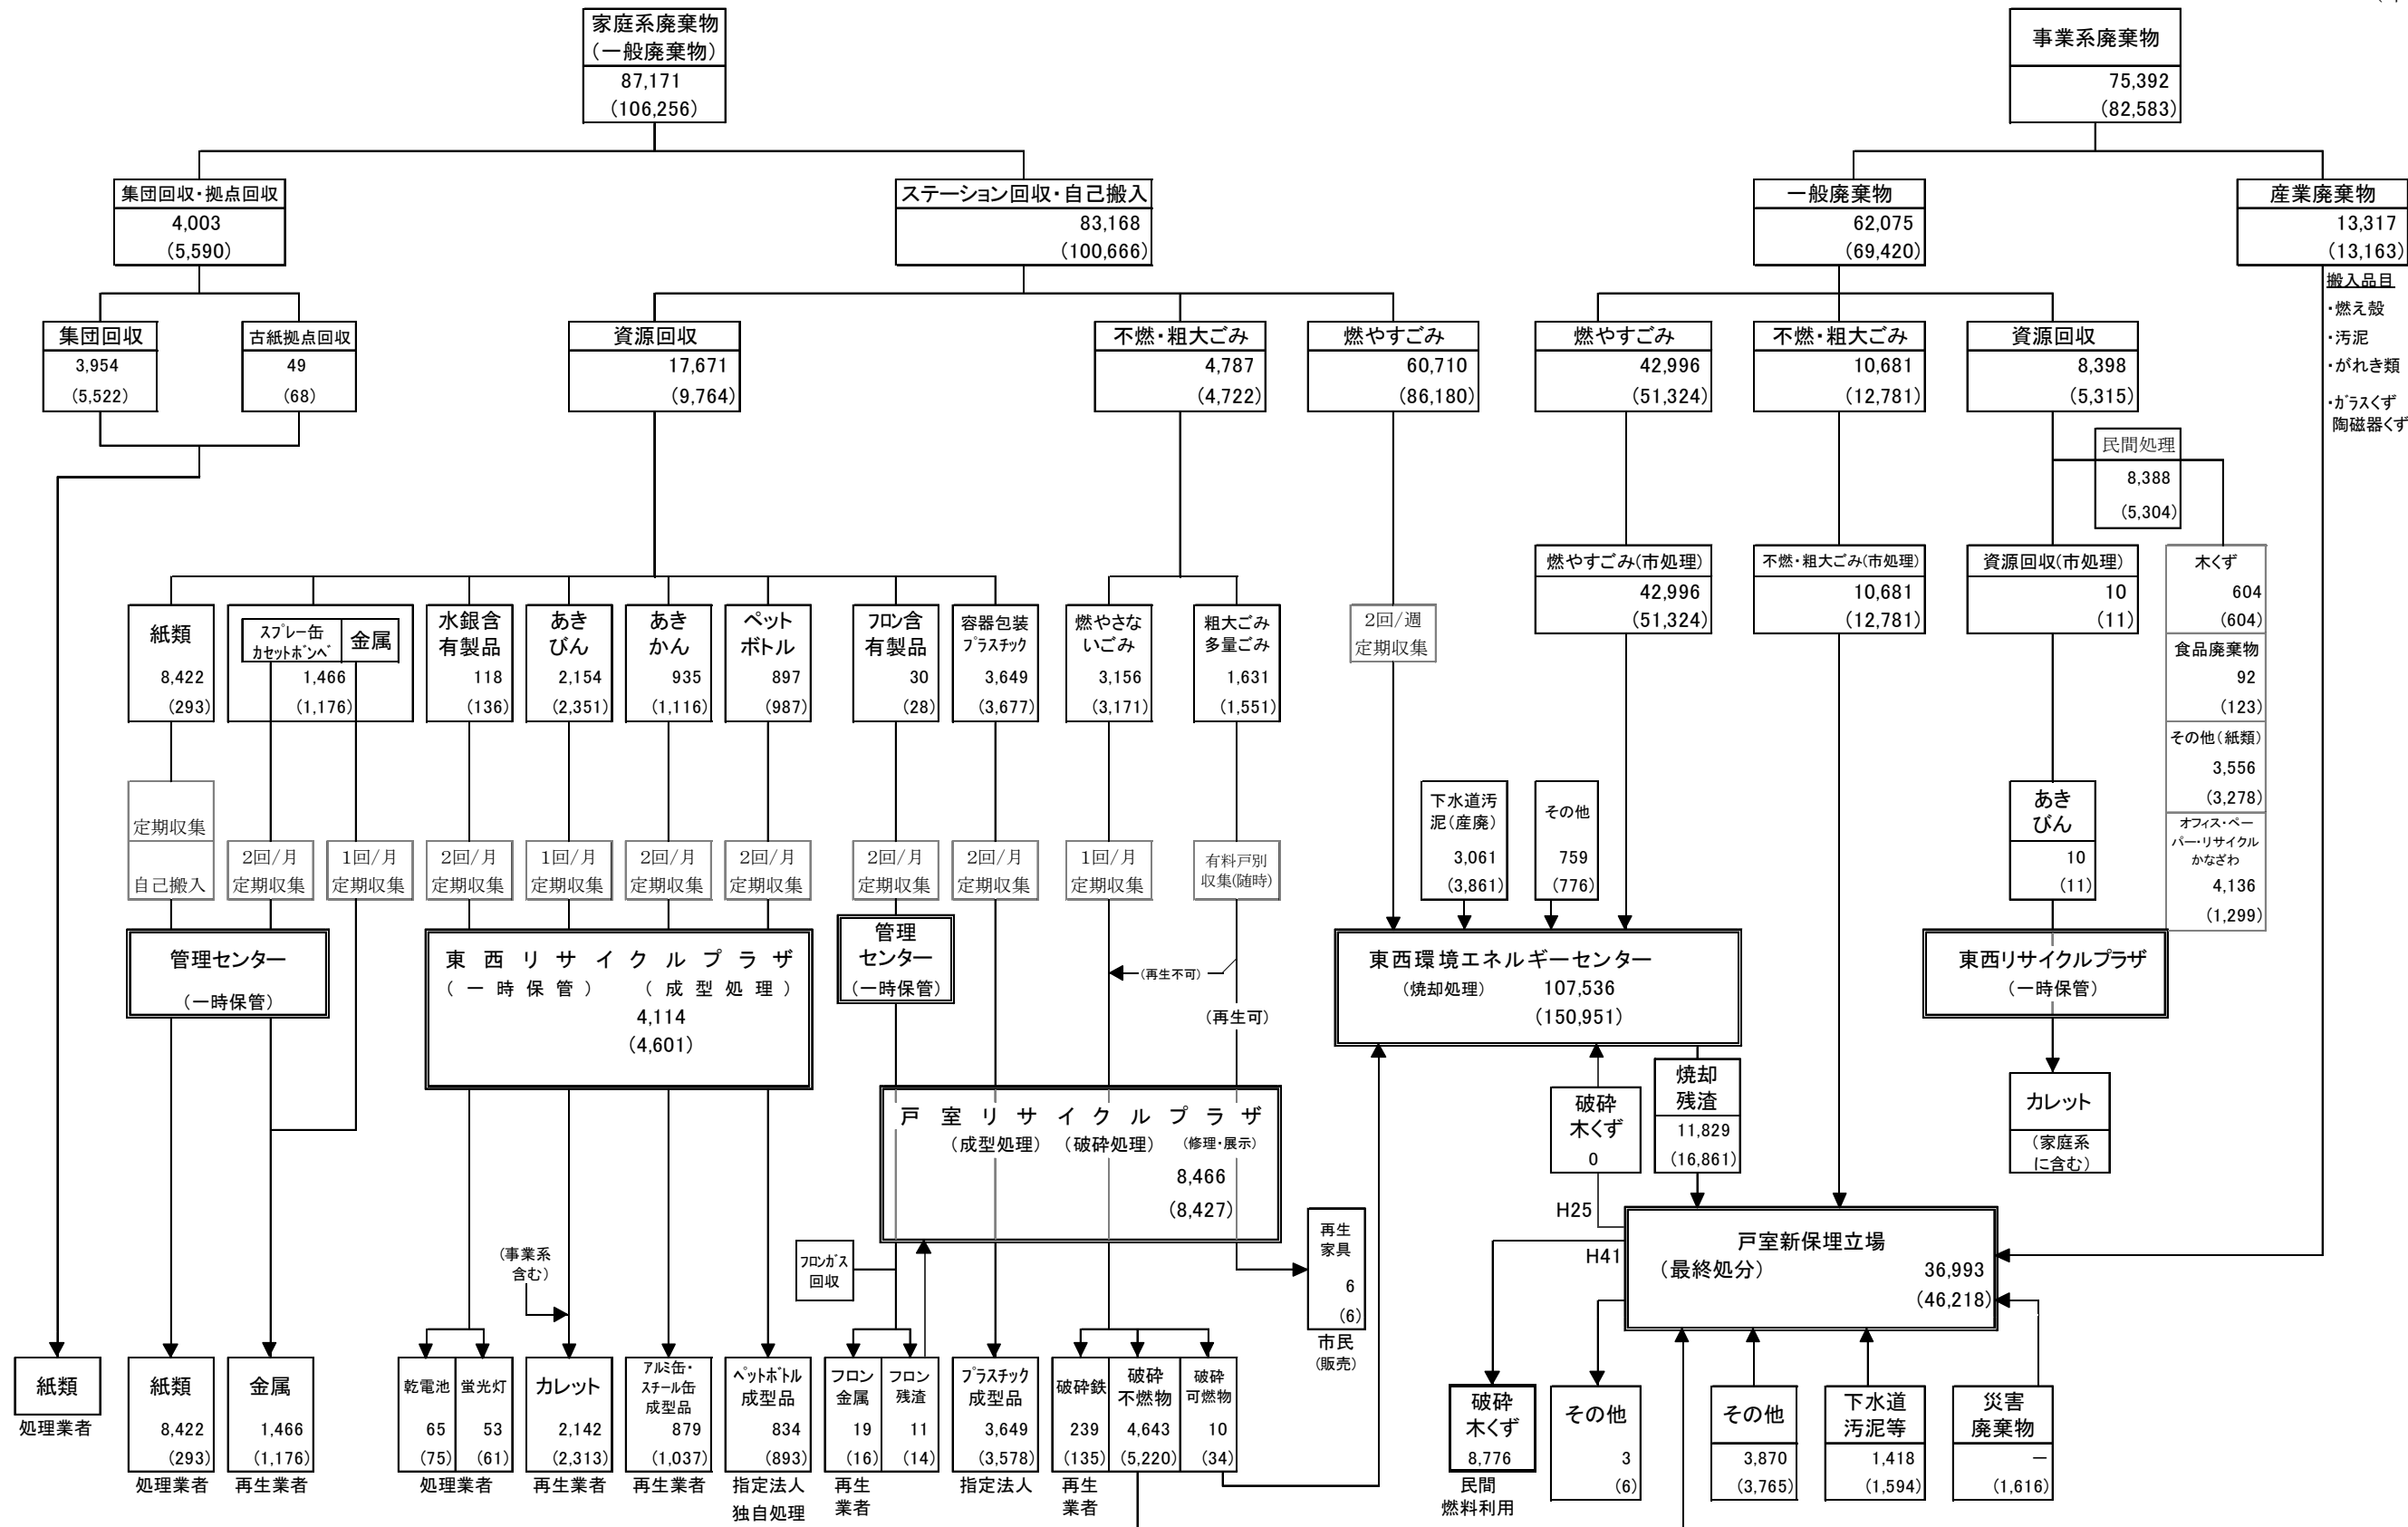 家庭系廃棄物
(一般廃棄物)
87,171
(106,256)
事業系廃棄物
75,392
(82,583)
集団回収・拠点回収
4,003
(5,590)
ステーション回収・自己搬入
83,168
(100,666)
一般廃棄物
62,075
(69,420)
産業廃棄物
13,317
(13,163)
搬入品目
・燃え殻
・汚泥
・がれき類
・ガラスくず
陶磁器くず
集団回収
3,954
(5,522)
古紙拠点回収
49
(68)
資源回収
17,671
(9,764)
不燃・粗大ごみ
4,787
(4,722)
燃やすごみ
60,710
(86,180)
燃やすごみ
42,996
(51,324)
不燃・粗大ごみ
10,681
(12,781)
資源回収
8,398
(5,315)
民間処理
8,388
(5,304)
燃やすごみ(市処理)
42,996
(51,324)
不燃・粗大ごみ(市処理)
10,681
(12,781)
資源回収(市処理)
10
(11)
木くず
604
(604)
食品廃棄物
92
(123)
その他(紙類)
3,556
(3,278)
オフィス・ペー
パー・リサイクル
かなざわ
4,136
(1,299)
紙類
8,422
(293)
スプレー缶
カセットボンベ
金属
1,466
(1,176)
水銀含
有製品
118
(136)
あき
びん
2,154
(2,351)
あき
かん
935
(1,116)
ペット
ボトル
897
(987)
フロン含
有製品
30
(28)
容器包装
プラスチック
3,649
(3,677)
燃やさな
いごみ
3,156
(3,171)
粗大ごみ
多量ごみ
1,631
(1,551)
2回/週
定期収集
定期収集
自己搬入
2回/月
定期収集
1回/月
定期収集
2回/月
定期収集
1回/月
定期収集
2回/月
定期収集
2回/月
定期収集
2回/月
定期収集
2回/月
定期収集
1回/月
定期収集
有料戸別
収集(随時)
下水道汚
泥(産廃)
3,061
(3,861)
その他
759
(776)
あき
びん
10
(11)
管理センター
(一時保管)
東西リサイクルプラザ
(一時保管) (成型処理)
4,114
(4,601)
管理
センター
(一時保管)
(再生不可)
(再生可)
東西環境エネルギーセンター
(焼却処理) 107,536
(150,951)
東西リサイクルプラザ
(一時保管)
戸室リサイクルプラザ
(成型処理) (破砕処理) (修理・展示)
8,466
(8,427)
破砕
木くず
0
焼却
残渣
11,829
(16,861)
カレット
(家庭系
に含む)
H25
H41
戸室新保埋立場
(最終処分) 36,993
(46,218)
(事業系
含む)
フロンガス
回収
再生
家具
6
(6)
市民
(販売)
紙類
処理業者
紙類
8,422
(293)
処理業者
金属
1,466
(1,176)
再生業者
乾電池
65
(75)
蛍光灯
53
(61)
処理業者
カレット
2,142
(2,313)
再生業者
アルミ缶・
スチール缶
成型品
879
(1,037)
再生業者
ペットボトル
成型品
834
(893)
指定法人
独自処理
フロン
金属
19
(16)
再生
業者
フロン
残渣
11
(14)
プラスチック
成型品
3,649
(3,578)
指定法人
破砕鉄
239
(135)
再生
業者
破砕
不燃物
4,643
(5,220)
破砕
可燃物
10
(34)
破砕
木くず
8,776
民間
燃料利用
その他
3
(6)
その他
3,870
(3,765)
下水道
汚泥等
1,418
(1,594)
災害
廃棄物
―
(1,616)